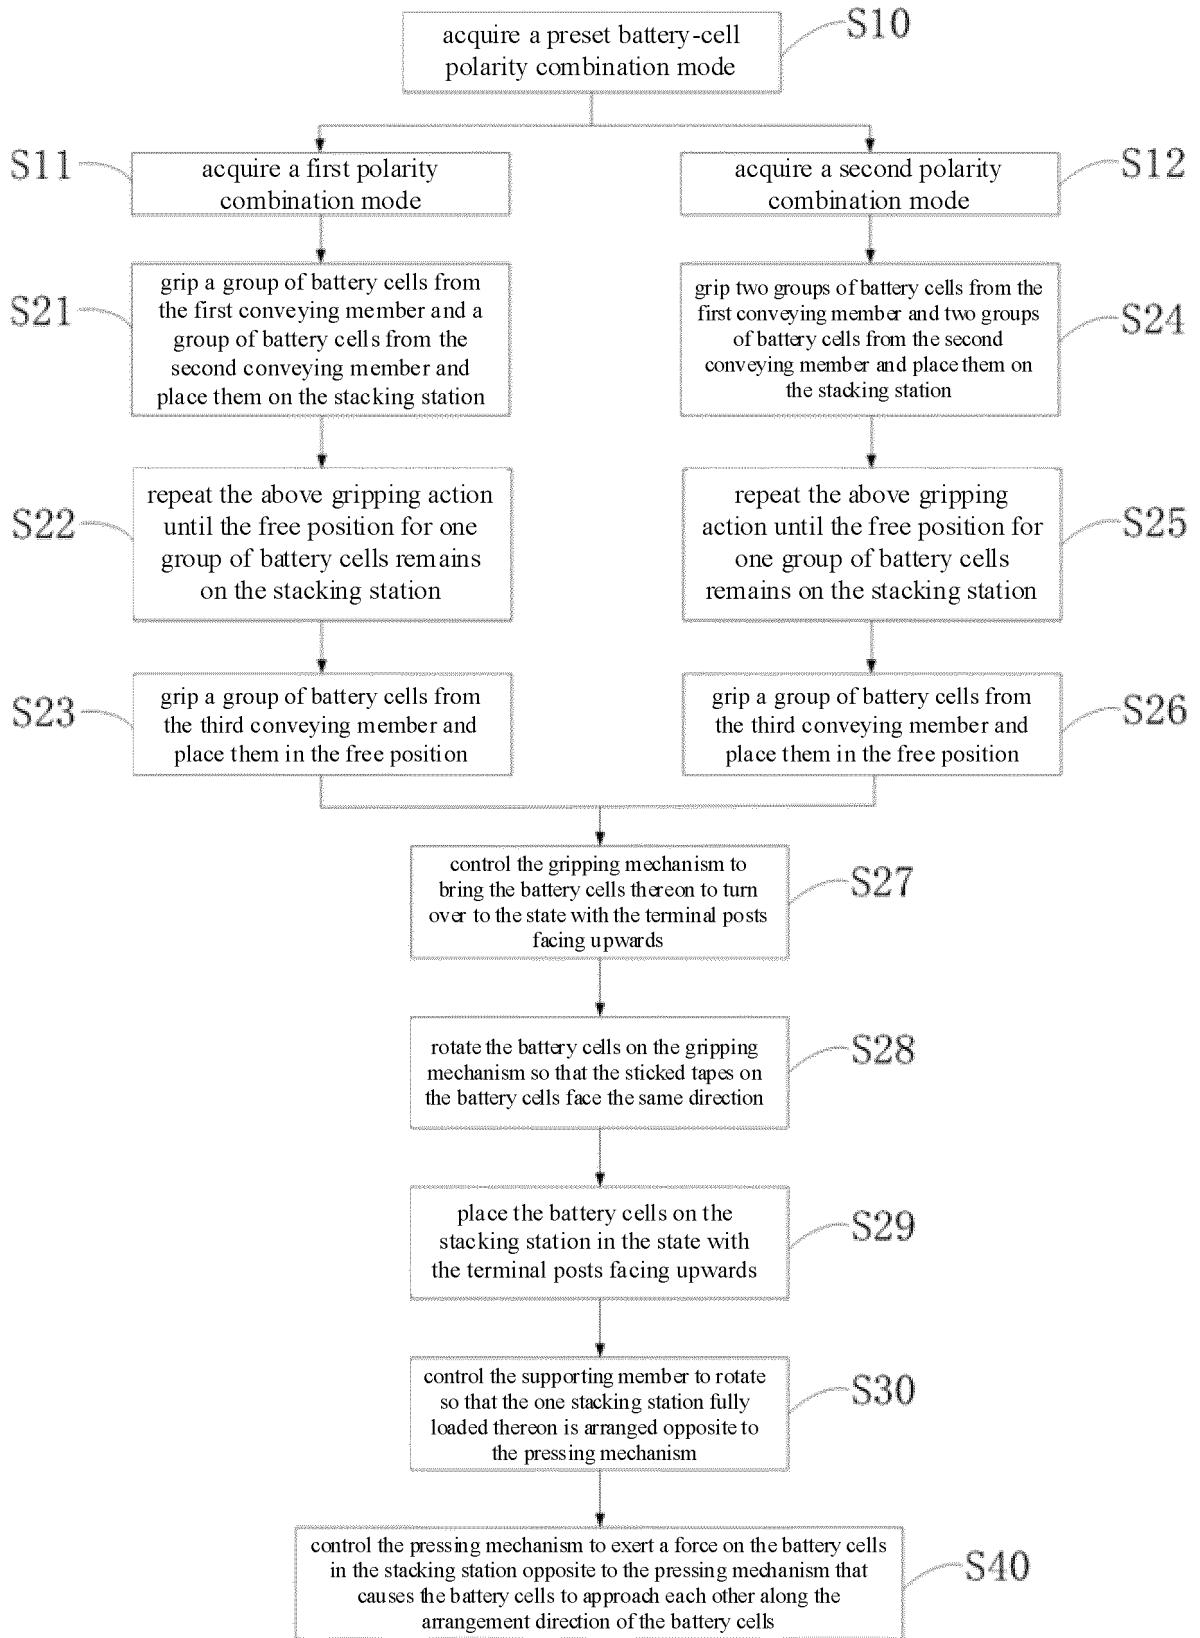 acquire a preset battery-cell
polarity combination mode
S10
S11
acquire a first polarity
combination mode
acquire a second polarity
combination mode
S12
S21
grip a group of battery cells from
the first conveying member and a
group of battery cells from the
second conveying member and
place them on the stacking station
grip two groups of battery cells from the
first conveying member and two groups
of battery cells from the second
conveying member and place them on
the stacking station
S24
S22
repeat the above gripping action
until the free position for one
group of battery cells remains
on the stacking station
repeat the above gripping
action until the free position for
one group of battery cells
remains on the stacking station
S25
S23
grip a group of battery cells from
the third conveying member and
place them in the free position
grip a group of battery cells from
the third conveying member and
place them in the free position
S26
control the gripping mechanism to
bring the battery cells thereon to turn
over to the state with the terminal posts
facing upwards
S27
rotate the battery cells on the gripping
mechanism so that the sticked tapes on
the battery cells face the same direction
S28
place the battery cells on the
stacking station in the state with
the terminal posts facing upwards
S29
control the supporting member to rotate
so that the one stacking station fully
loaded thereon is arranged opposite to
the pressing mechanism
S30
control the pressing mechanism to exert a force on the battery cells
in the stacking station opposite to the pressing mechanism that
causes the battery cells to approach each other along the
arrangement direction of the battery cells
S40